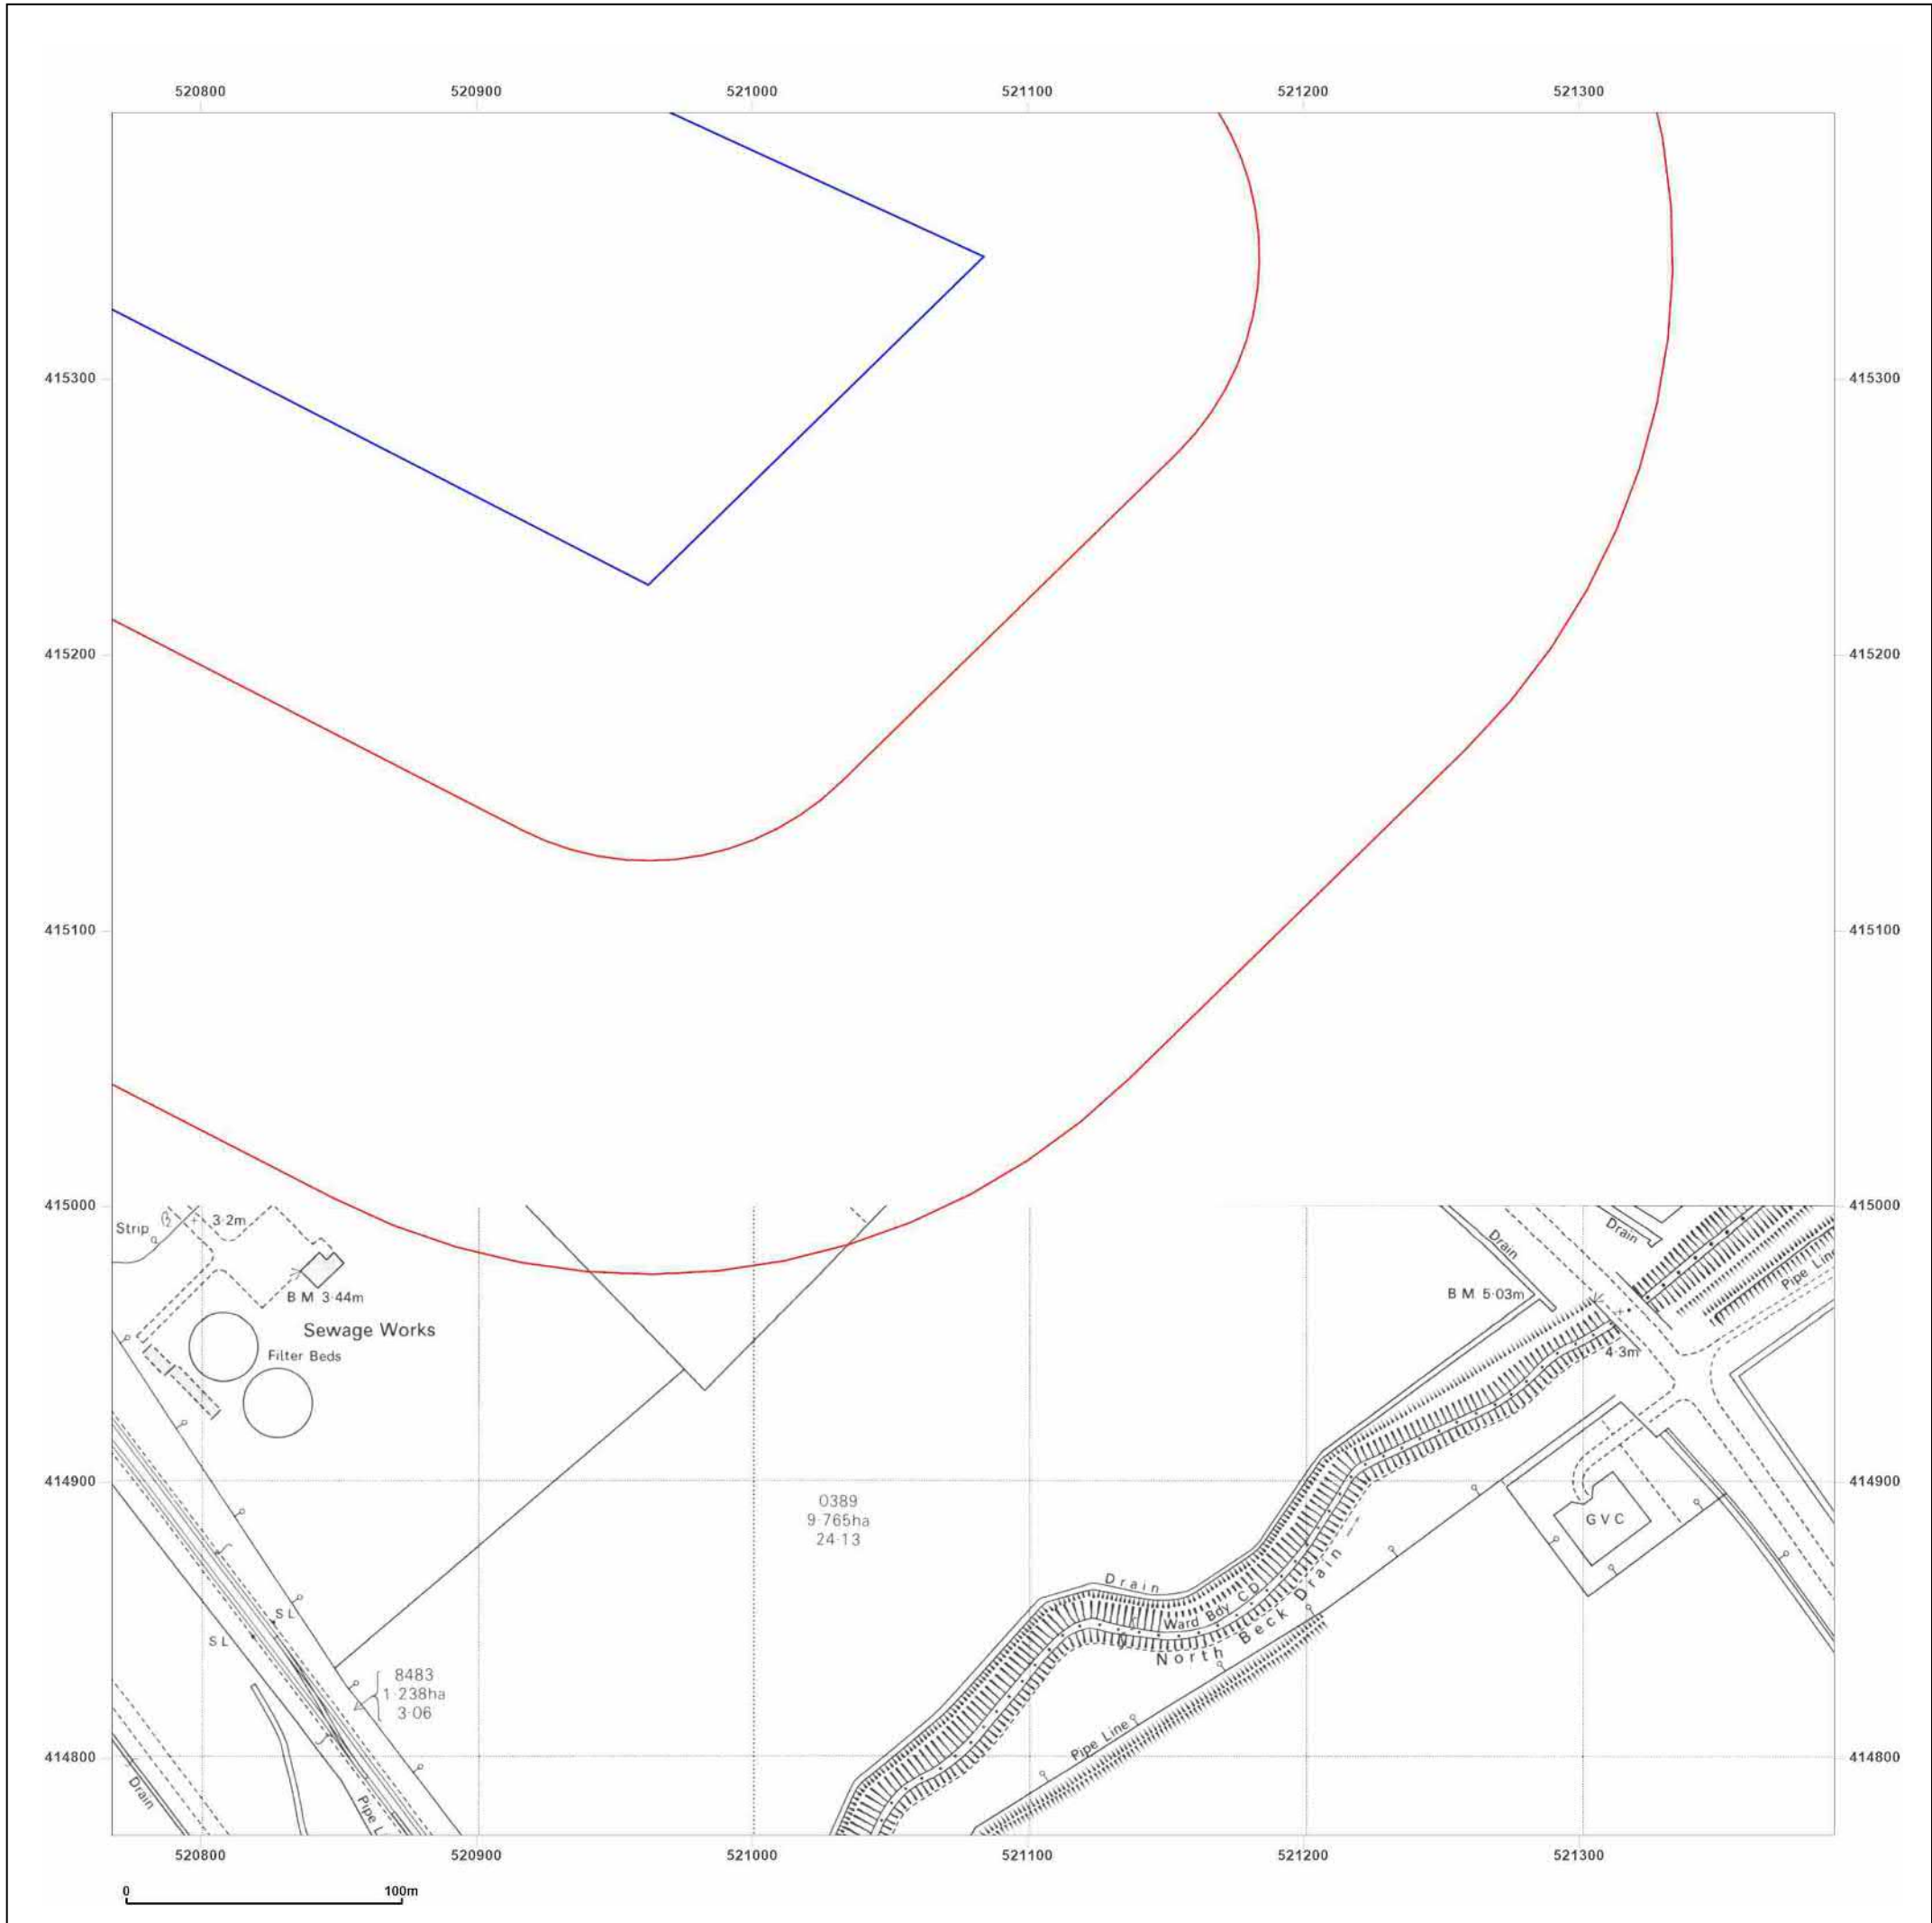 520800 520900 521000 521100 521200 521300
415300 415300
415200 415200
415100 415100
415000 415000
Strip
3·2m
B M 3·44m
Sewage Works
Filter Beds
Drain
Drain
Pipe Line
B M 5·03m
4·3m
414900 414900
0389
9·765ha
24·13
G V C
Drain
Ward Bdy
C D
North Beck Drain
S L
S L
8483
1·238ha
3·06
Pipe Line
414800 414800
Drain
Pipe L
520800 520900 521000 521100 521200 521300
0 100m